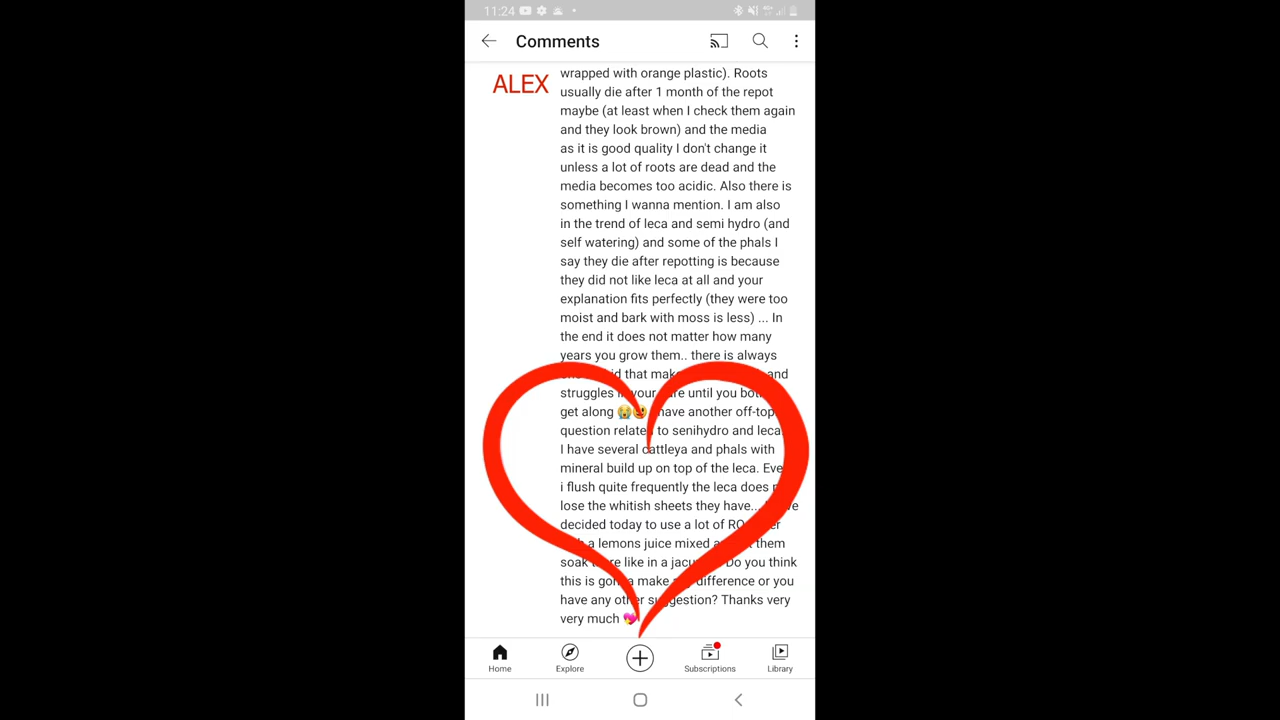 11:24
Comments
ALEX
wrapped with orange plastic). Roots
usually die after 1 month of the repot
maybe (at least when I check them again
and they look brown) and the media
as it is good quality I don't change it
unless a lot of roots are dead and the
media becomes too acidic. Also there is
something I wanna mention. I am also
in the trend of leca and semi hydro (and
self watering) and some of the phals I
say they die after repotting is because
they did not like leca at all and your
explanation fits perfectly (they were too
moist and bark with moss is less) ... In
the end it does not matter how many
years you grow them.. there is always
that and
struggles your until you
get along 😭🥵 have another
question related to senihydro and leca
I have several cattleya and phals with
mineral build up on top of the leca.
i flush quite frequently the leca does
lose the whitish sheets they have...
decided today to use a lot of RO
a lemons juice mixed them
soak like in a Do you think
this is gonna make difference or you
have any other suggestion? Thanks very
very much 💖
Home
Explore
Subscriptions
Library